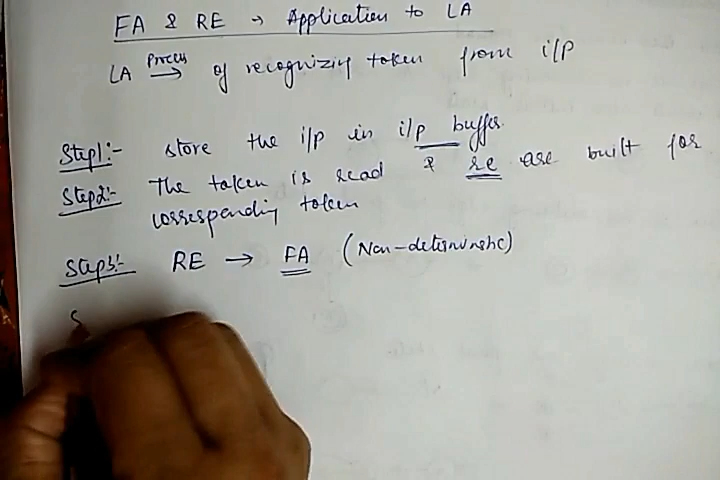 FA & RE → Application to LA
LA Process → of recognizing token from i/p
Step1:- store the i/p in i/p buffer
Step2:- The token is read & re are built for
corresponding token
Step3:- RE → FA (Non-deterministic)
S